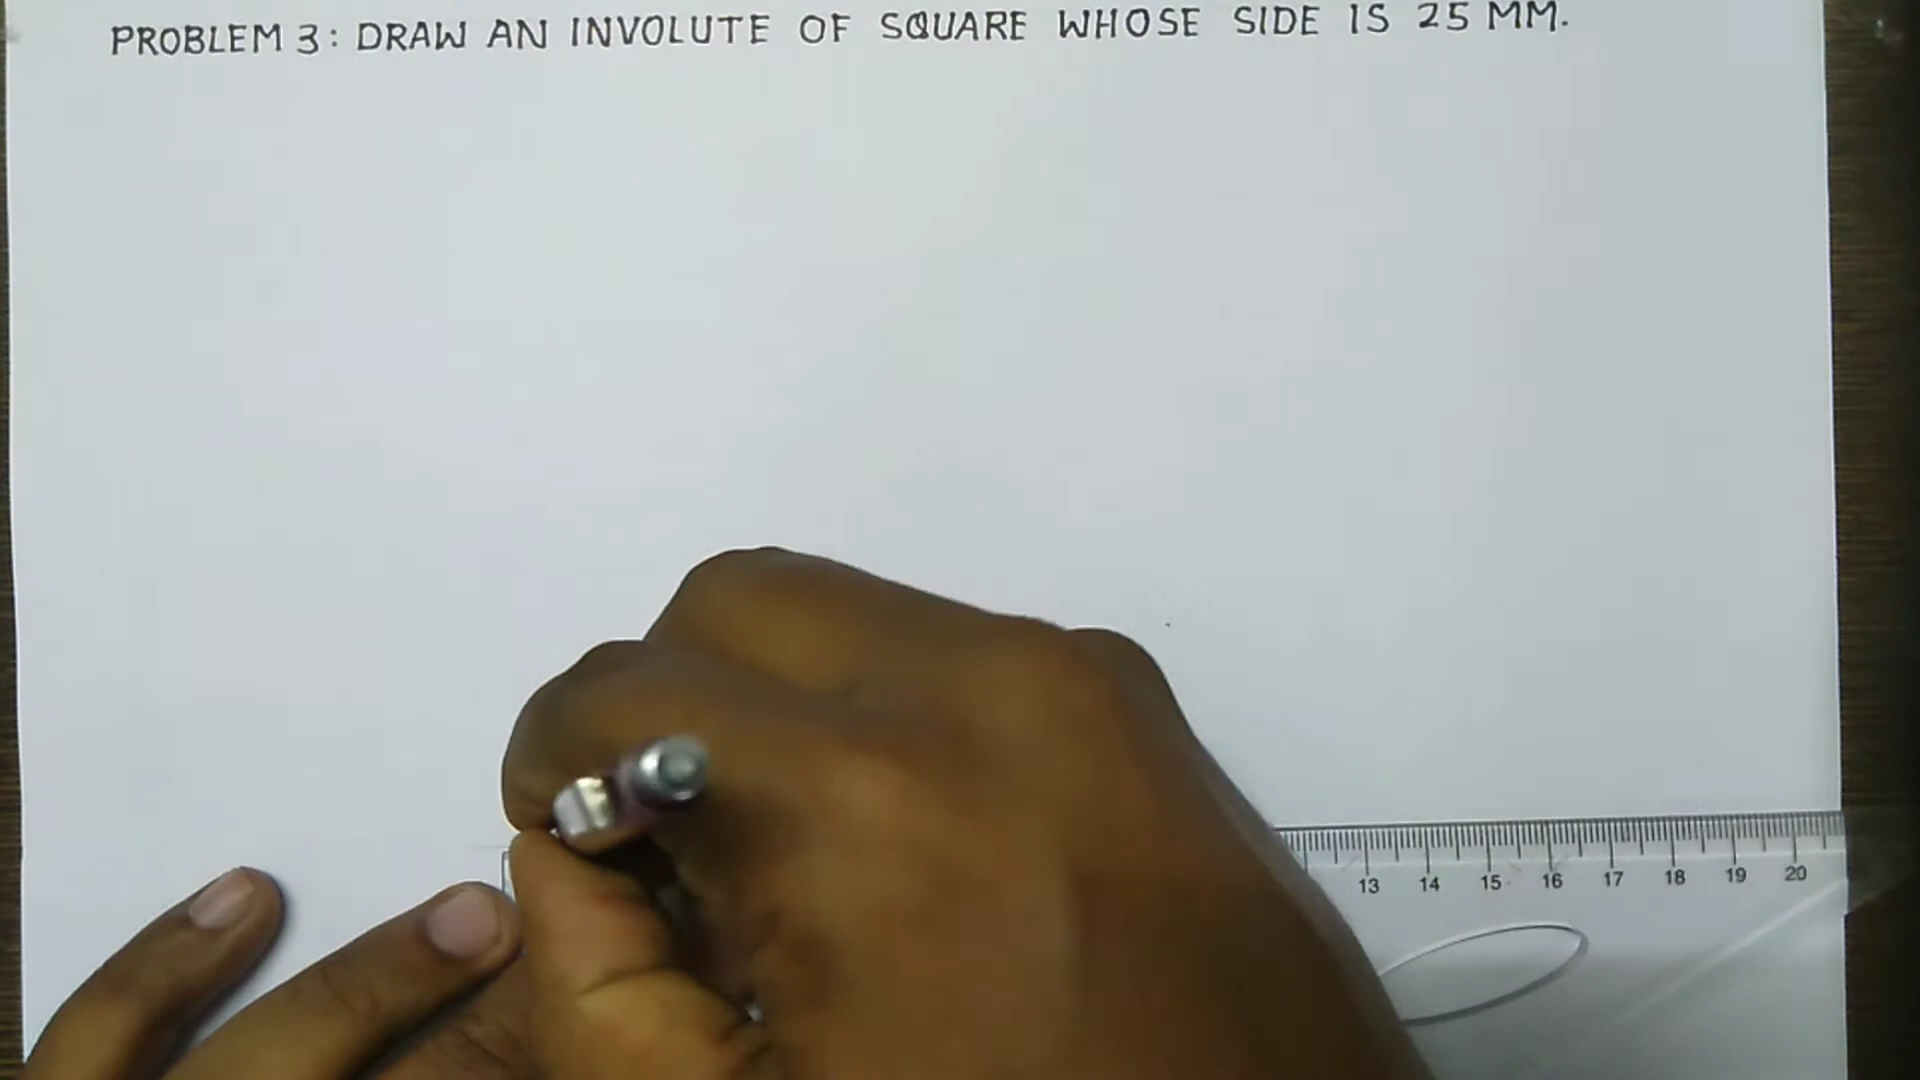 PROBLEM 3: DRAW AN INVOLUTE OF SQUARE WHOSE SIDE IS 25 MM.
13 14 15 16 17 18 19 20